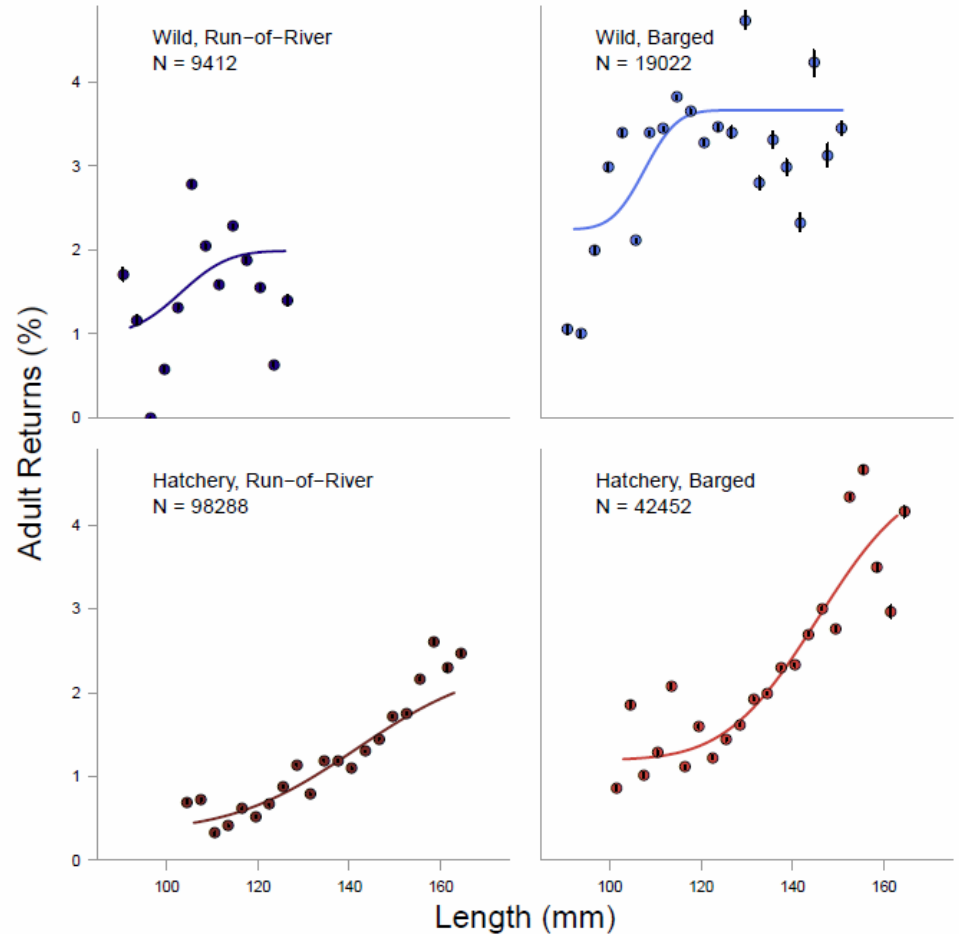 Wild, Run−of−River
N = 9412
Wild, Barged
N = 19022
4
3
2
1
0
Adult Returns (%)
Hatchery, Run−of−River
N = 98288
Hatchery, Barged
N = 42452
4
3
2
1
0
100 120 140 160
100 120 140 160
Length (mm)